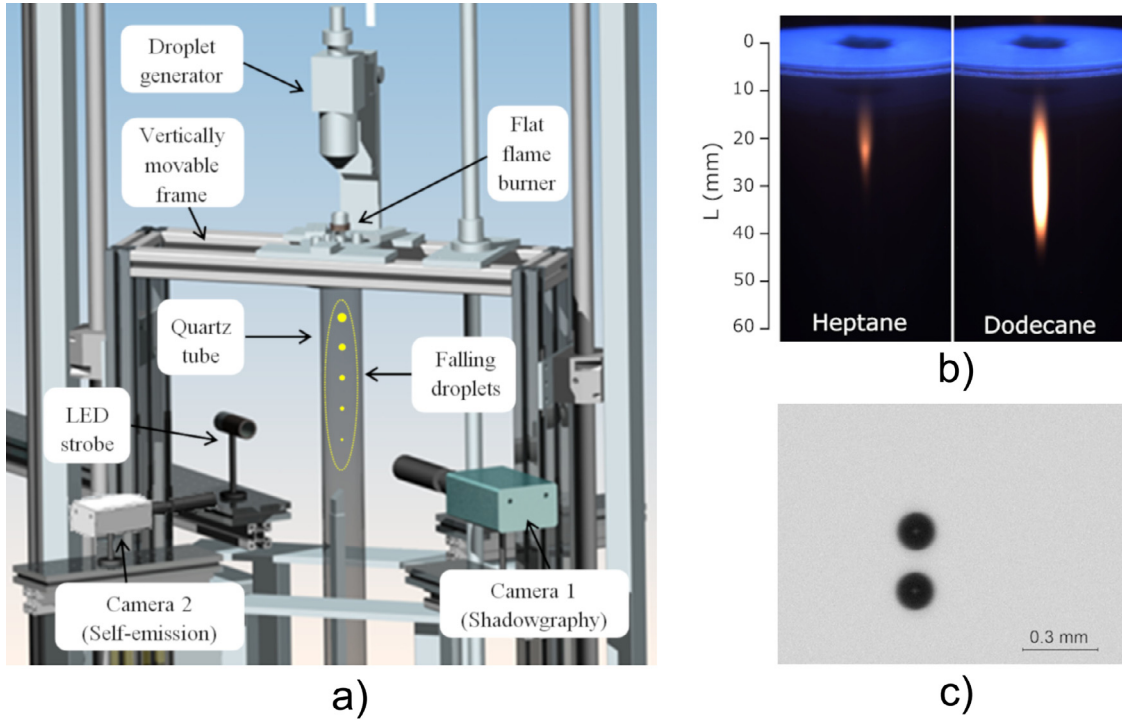 Droplet
generator
Vertically
movable
frame
Flat
flame
burner
Quartz
tube
Falling
droplets
LED
strobe
Camera 2
(Self-emission)
Camera 1
(Shadowgraphy)
a)
0
10
20
30
40
50
60
L (mm)
Heptane
Dodecane
b)
0.3 mm
c)